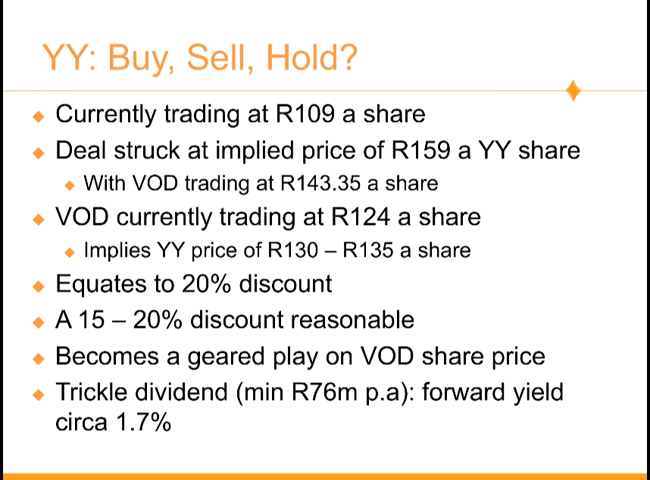 YY: Buy, Sell, Hold?
Currently trading at R109 a share
Deal struck at implied price of R159 a YY share
With VOD trading at R143.35 a share
VOD currently trading at R124 a share
Implies YY price of R130 – R135 a share
Equates to 20% discount
A 15 – 20% discount reasonable
Becomes a geared play on VOD share price
Trickle dividend (min R76m p.a): forward yield
circa 1.7%